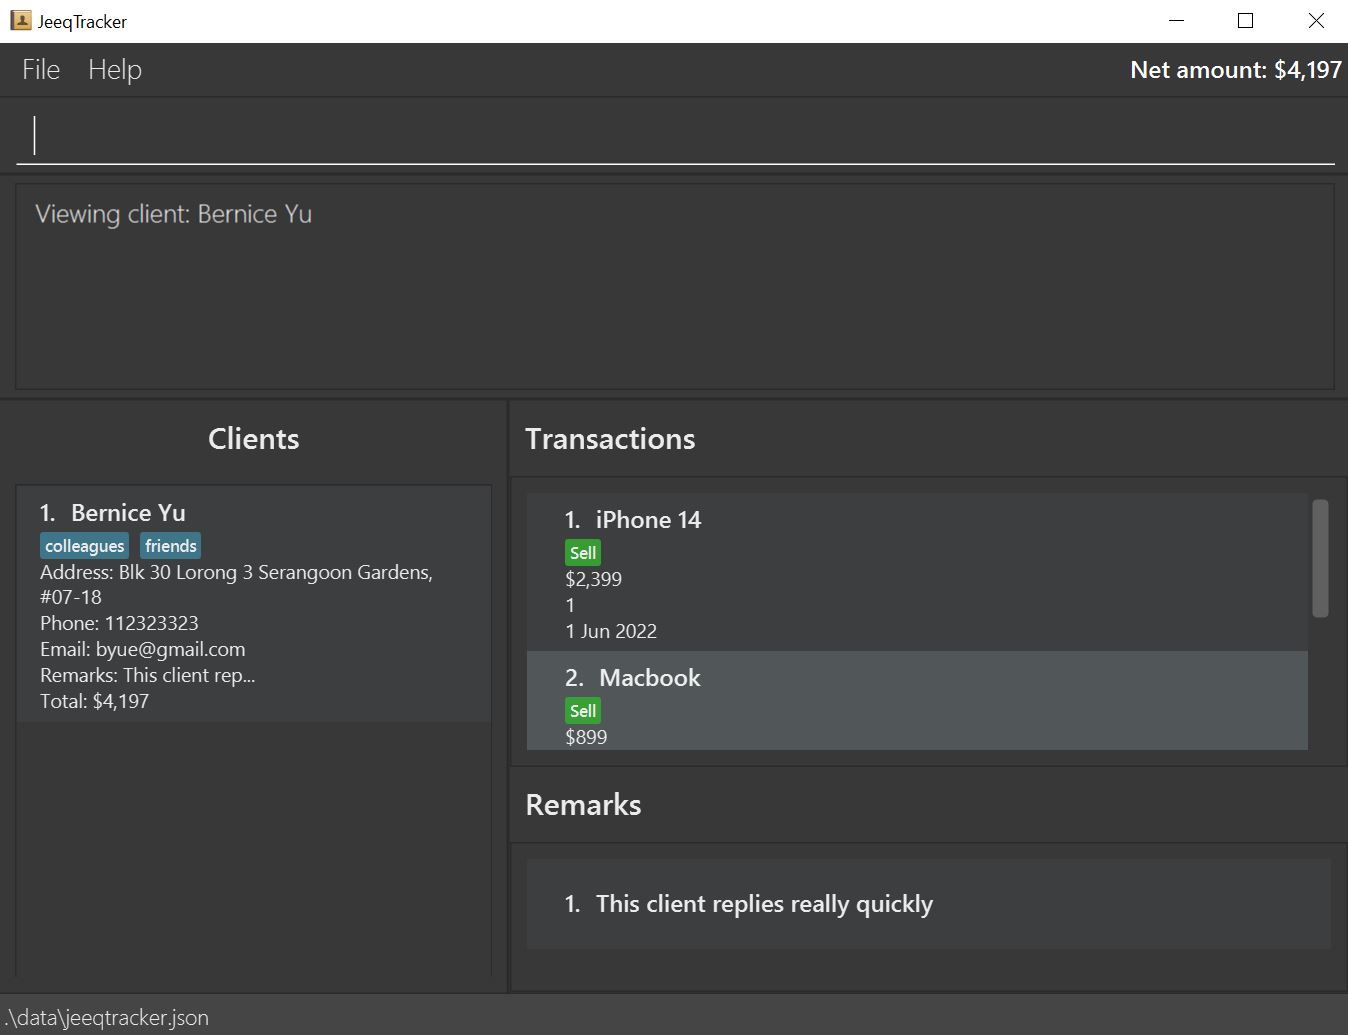 JeeqTracker
File Help Net amount: $4,197
Viewing client: Bernice Yu
Clients
1. Bernice Yu
colleagues friends
Address: Blk 30 Lorong 3 Serangoon Gardens,
#07-18
Phone: 112323323
Email: byue@gmail.com
Remarks: This client rep...
Total: $4,197
Transactions
1. iPhone 14
Sell
$2,399
1
1 Jun 2022
2. Macbook
Sell
$899
Remarks
1. This client replies really quickly
.\data\jeeqtracker.json